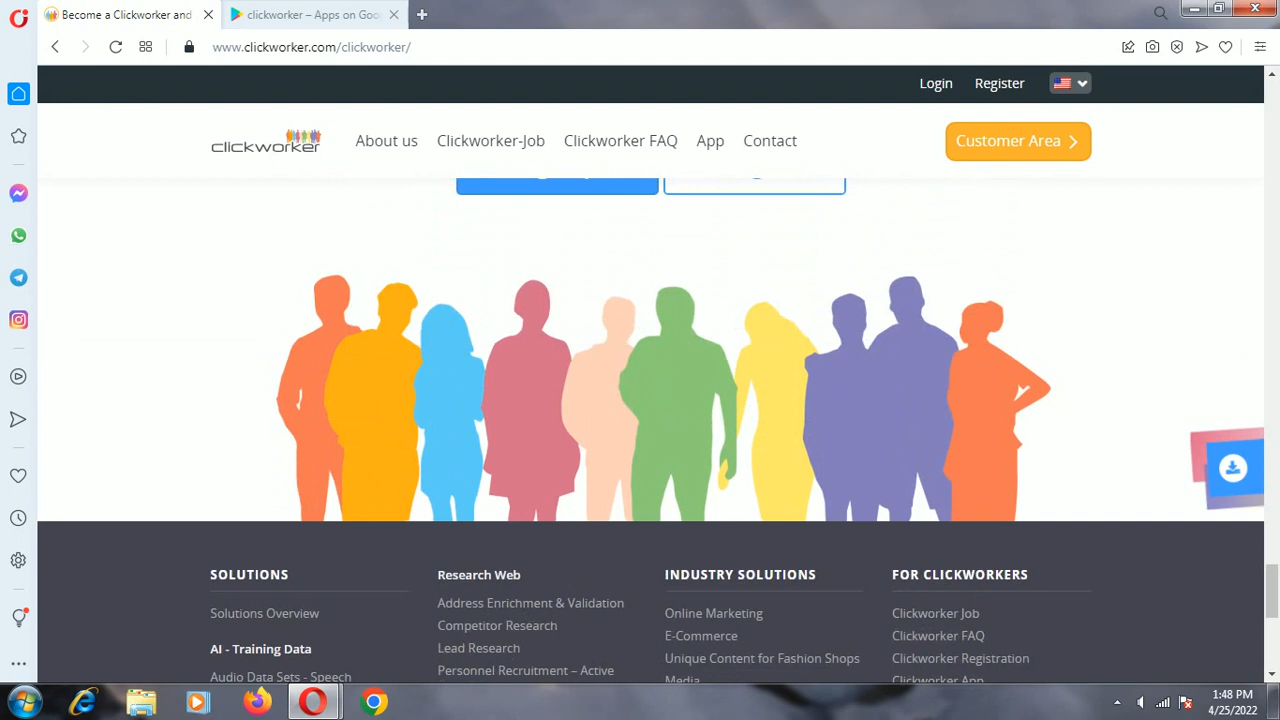 Become a Clickworker and
clickworker – Apps on Goo
www.clickworker.com/clickworker/
Login Register
clickworker
About us Clickworker-Job Clickworker FAQ App Contact
Customer Area
SOLUTIONS
Solutions Overview
AI - Training Data
Audio Data Sets - Speech
Research Web
Address Enrichment & Validation
Competitor Research
Lead Research
Personnel Recruitment – Active
INDUSTRY SOLUTIONS
Online Marketing
E-Commerce
Unique Content for Fashion Shops
Media
FOR CLICKWORKERS
Clickworker Job
Clickworker FAQ
Clickworker Registration
Clickworker App
1:48 PM
4/25/2022